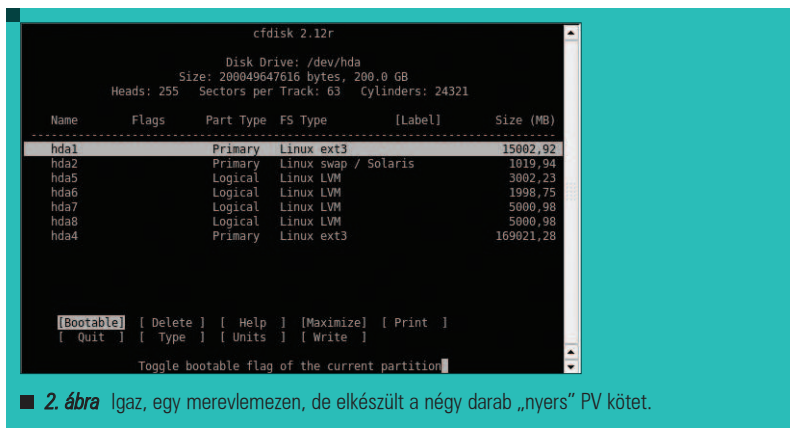 cfdisk 2.12r
Disk Drive: /dev/hda
Size: 200049647616 bytes, 200.0 GB
Heads: 255   Sectors per Track: 63   Cylinders: 24321
Name   Flags   Part Type   FS Type   [Label]   Size (MB)
hda1   Primary   Linux ext3   15002,92
hda2   Primary   Linux swap / Solaris   1019,94
hda5   Logical   Linux LVM   3002,23
hda6   Logical   Linux LVM   1998,75
hda7   Logical   Linux LVM   5000,98
hda8   Logical   Linux LVM   5000,98
hda4   Primary   Linux ext3   169021,28
[Bootable]   [ Delete ]   [ Help ]   [Maximize]   [ Print ]
[ Quit ]   [ Type ]   [ Units ]   [ Write ]
Toggle bootable flag of the current partition
2. ábra Igaz, egy merevlemezen, de elkészült a négy darab „nyers” PV kötet.